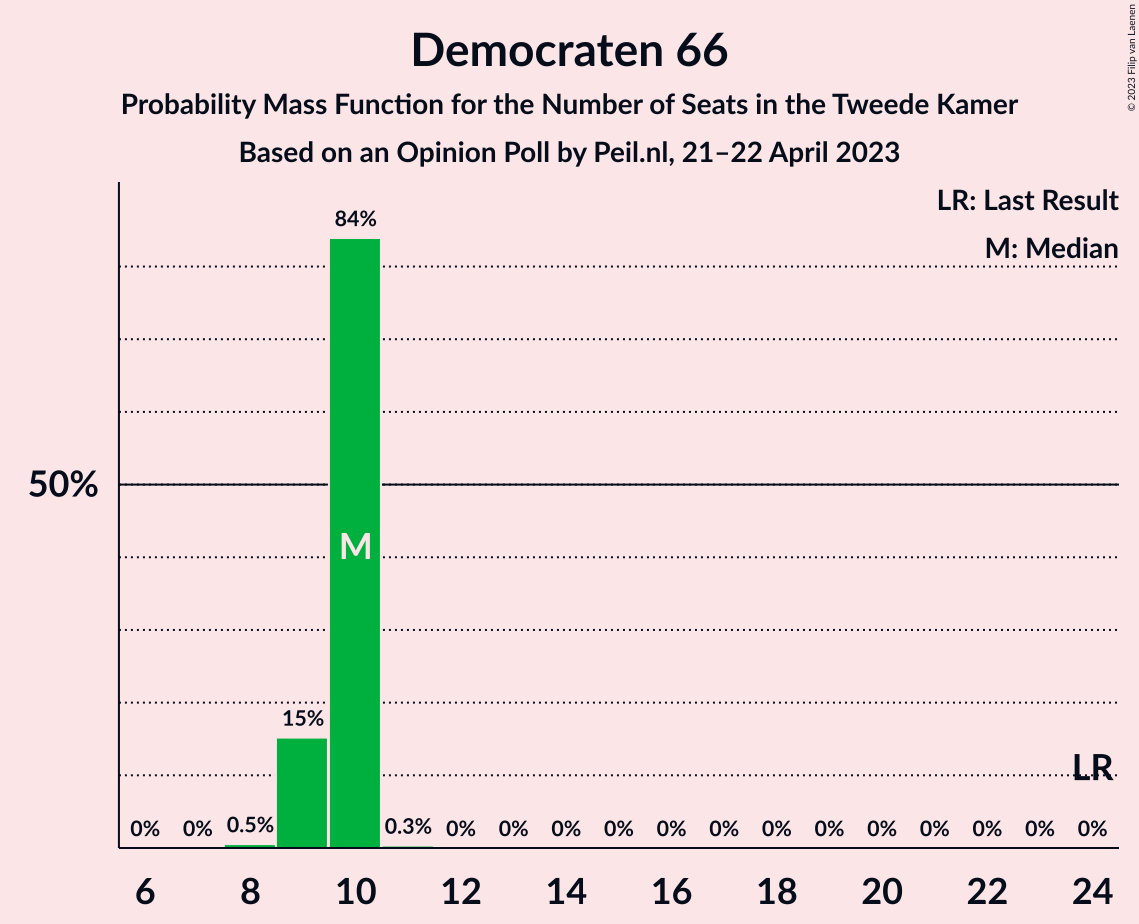 Democraten 66
Probability Mass Function for the Number of Seats in the Tweede Kamer
Based on an Opinion Poll by Peil.nl, 21–22 April 2023
© 2023 Filip van Laenen
LR: Last Result
M: Median
84%
50%
M
15%
LR
0% 0% 0.5% 0.3% 0% 0% 0% 0% 0% 0% 0% 0% 0% 0% 0% 0% 0%
6 8 10 12 14 16 18 20 22 24